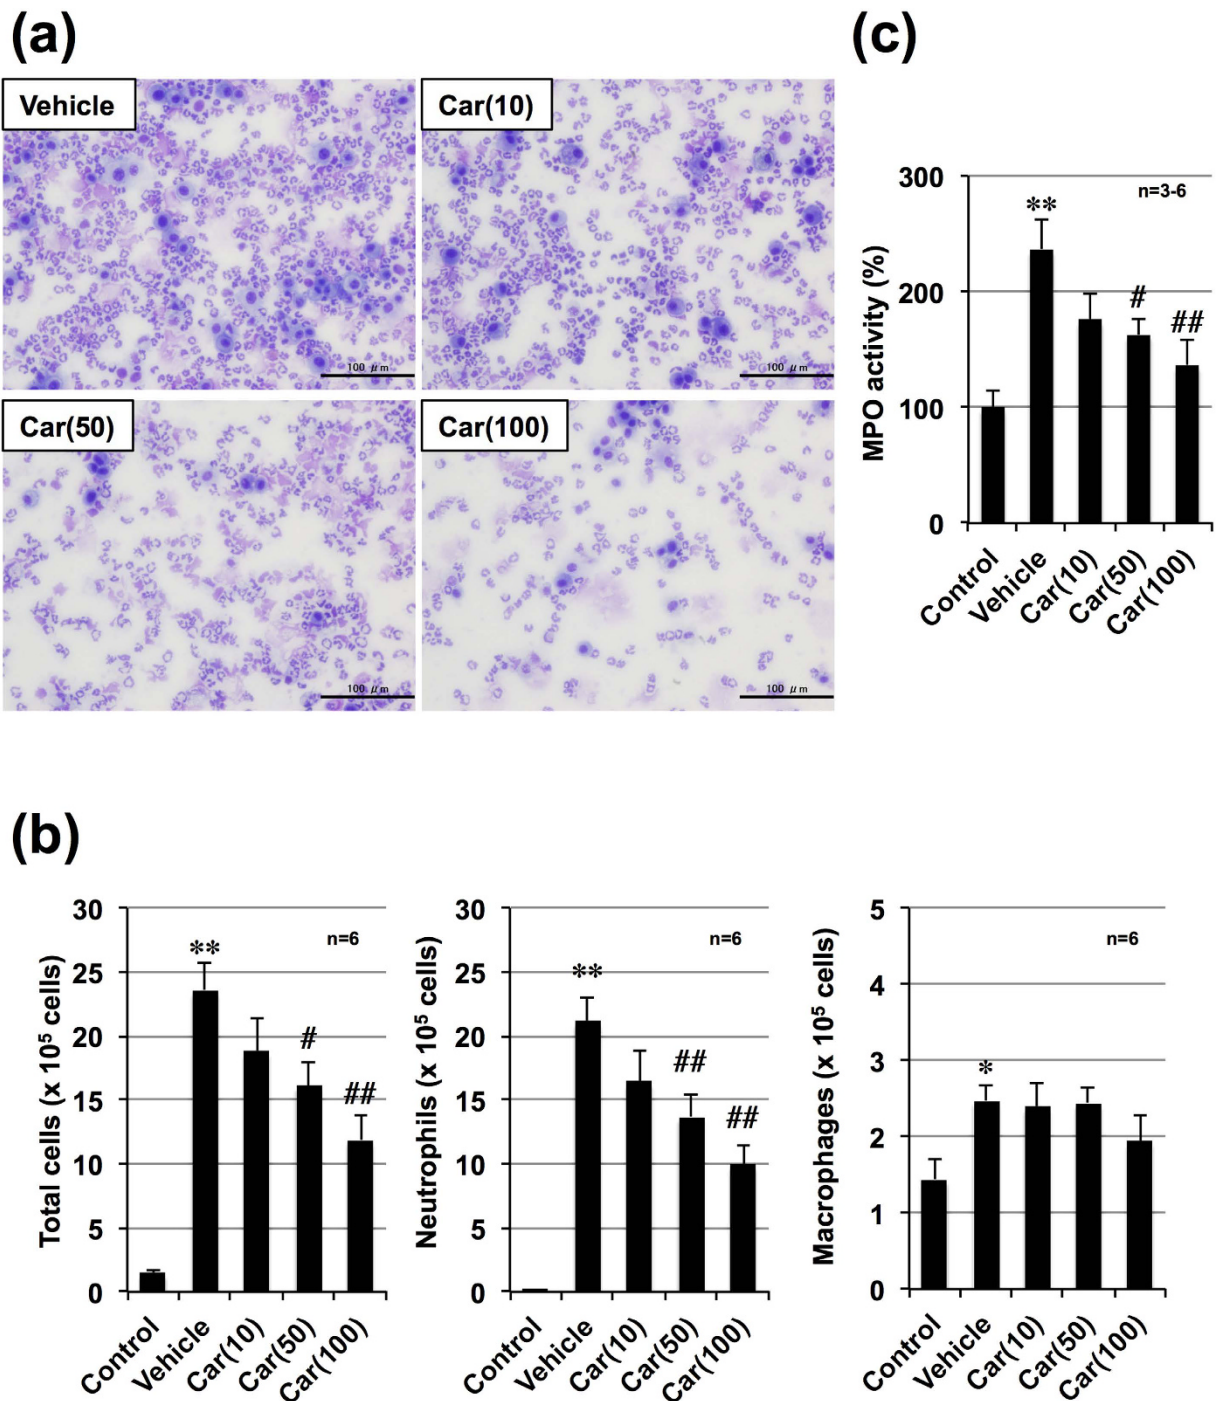 (a)
Vehicle
100 μm
Car(10)
100 μm
Car(50)
100 μm
Car(100)
100 μm
(c)
MPO activity (%)
300
200
100
0
n=3-6
**
#
##
Control
Vehicle
Car(10)
Car(50)
Car(100)
(b)
Total cells (x 10⁵ cells)
30
25
20
15
10
5
0
n=6
**
#
##
Control
Vehicle
Car(10)
Car(50)
Car(100)
Neutrophils (x 10⁵ cells)
30
25
20
15
10
5
0
n=6
**
##
##
Control
Vehicle
Car(10)
Car(50)
Car(100)
Macrophages (x 10⁵ cells)
5
4
3
2
1
0
n=6
*
Control
Vehicle
Car(10)
Car(50)
Car(100)